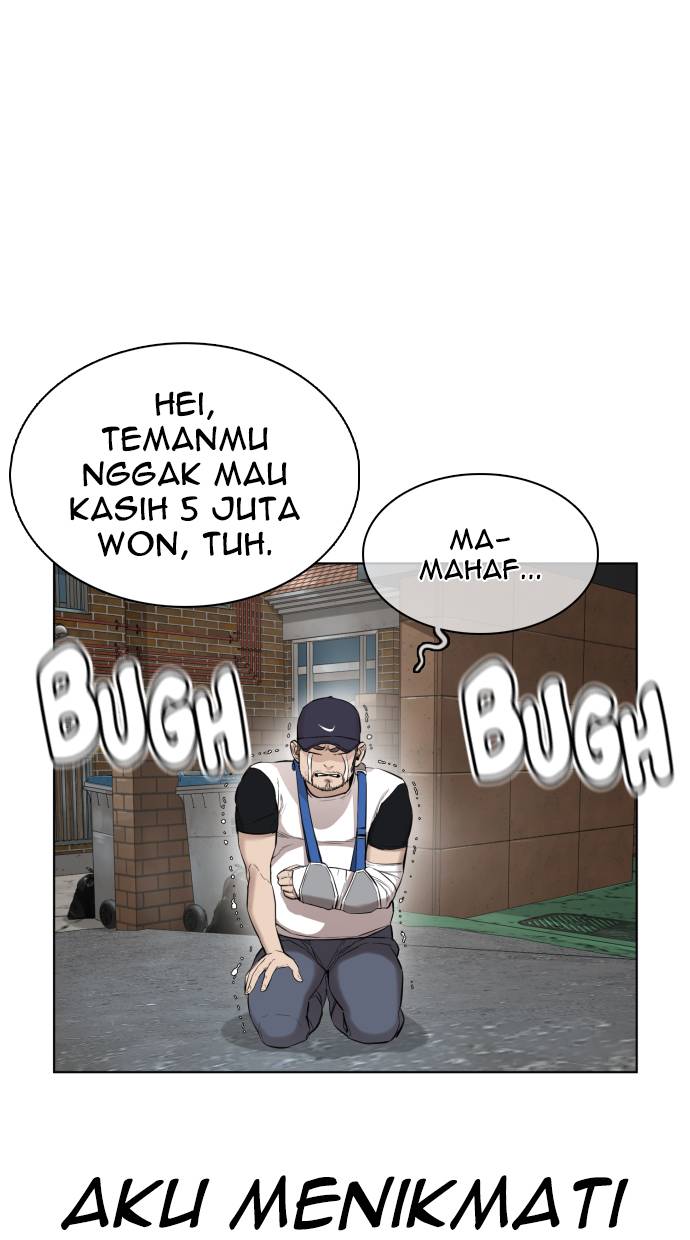 HEI,
TEMANMU
NGGAK MAU
KASIH 5 JUTA
WON, TUH.
MA-
MAHAF...
BUGH
BUGH
AKU MENIKMATI